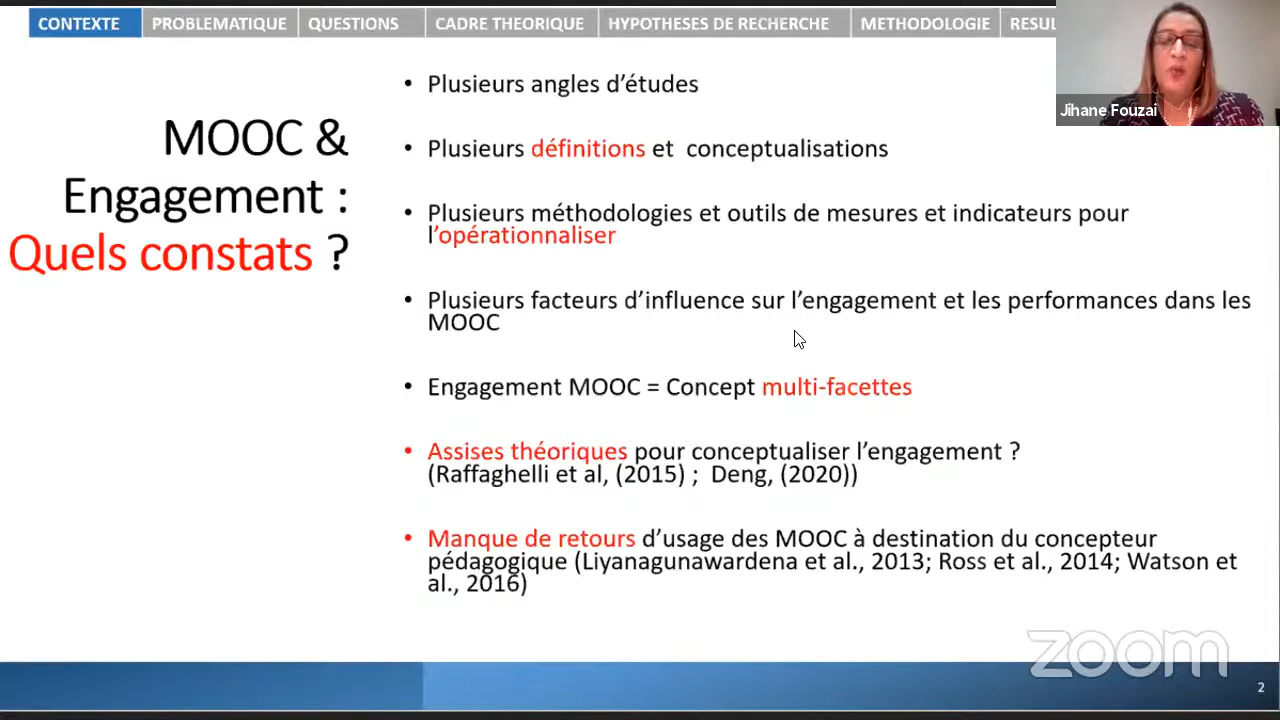 CONTEXTE PROBLEMATIQUE QUESTIONS CADRE THEORIQUE HYPOTHESES DE RECHERCHE METHODOLOGIE RESUL
Jihane Fouzai
MOOC &
Engagement :
Quels constats ?
• Plusieurs angles d’études
• Plusieurs définitions et conceptualisations
• Plusieurs méthodologies et outils de mesures et indicateurs pour
l’opérationnaliser
• Plusieurs facteurs d’influence sur l’engagement et les performances dans les
MOOC
• Engagement MOOC = Concept multi-facettes
• Assises théoriques pour conceptualiser l’engagement ?
(Raffaghelli et al, (2015) ; Deng, (2020))
• Manque de retours d’usage des MOOC à destination du concepteur
pédagogique (Liyanagunawardena et al., 2013; Ross et al., 2014; Watson et
al., 2016)
zoom
2